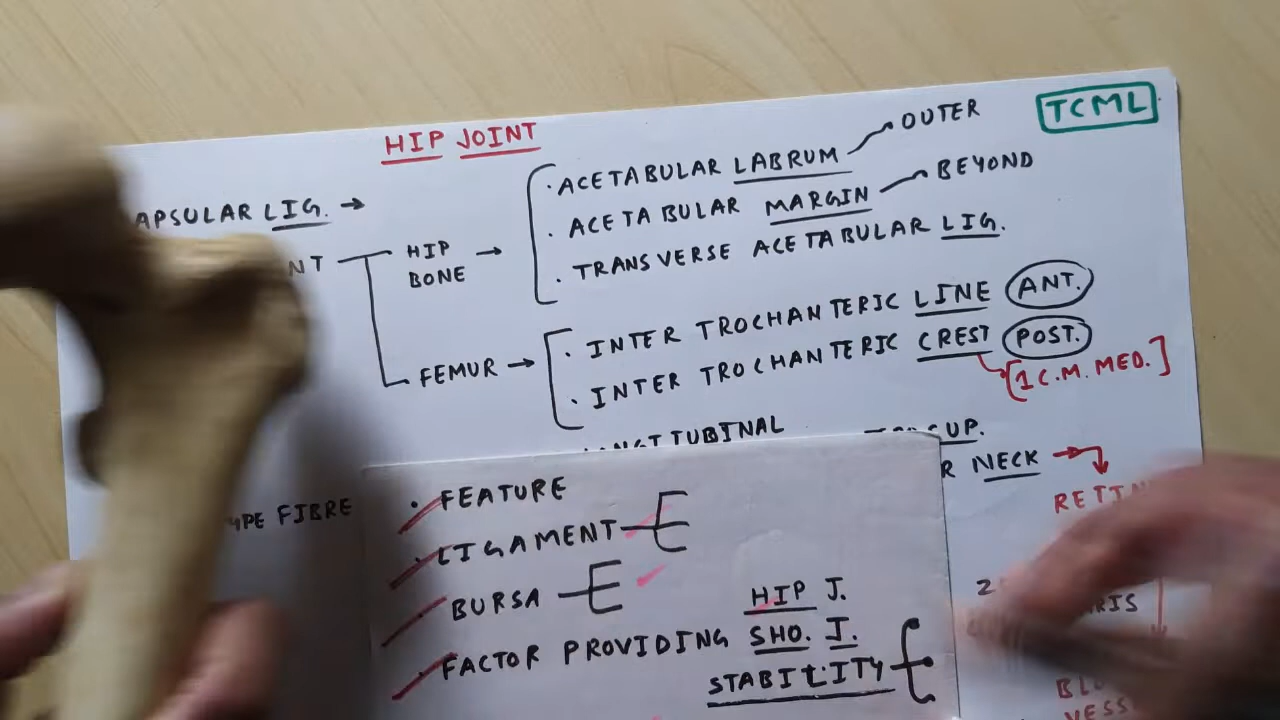 HIP JOINT
TCML
APSULAR LIG. →
NT
HIP BONE →
· ACETABULAR LABRUM OUTER
· ACETABULAR MARGIN BEYOND
· TRANSVERSE ACETABULAR LIG.
FEMUR →
· INTER TROCHANTERIC LINE ANT.
· INTER TROCHANTERIC CREST POST.
[1 C.M. MED.]
UP.
R NECK →
YPE FIBRE
· FEATURE
· LIGAMENT
· BURSA
· FACTOR PROVIDING STABILITY
HIP J.
SHO. J.